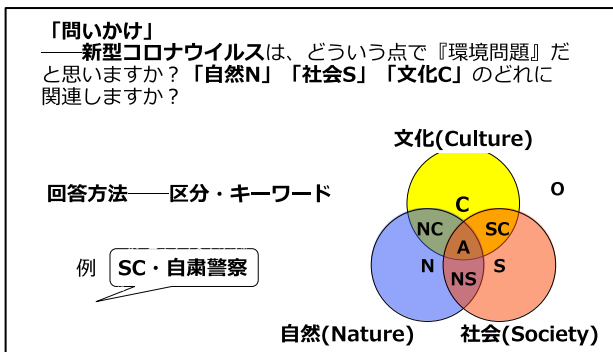 「問いかけ」
――新型コロナウイルスは、どういう点で『環境問題』だ
と思いますか？「自然N」「社会S」「文化C」のどれに
関連しますか？
文化(Culture)
回答方法――区分・キーワード
C
O
NC
SC
A
例
SC・自粛警察
N
S
NS
自然(Nature)
社会(Society)